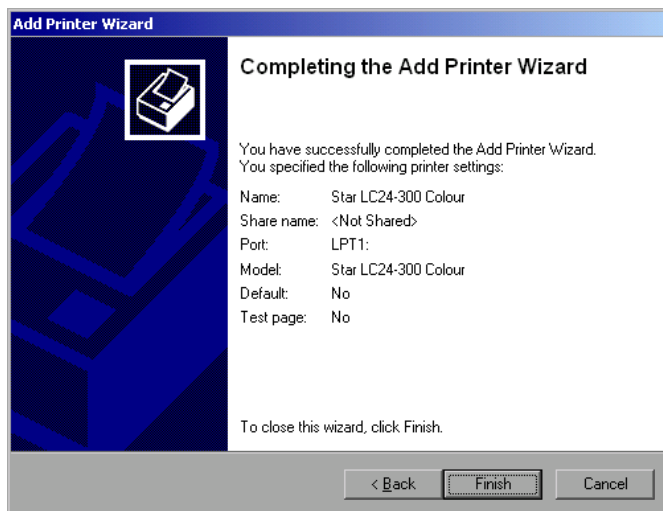 Add Printer Wizard
Completing the Add Printer Wizard
You have successfully completed the Add Printer Wizard.
You specified the following printer settings:
Name: Star LC24-300 Colour
Share name: <Not Shared>
Port: LPT1:
Model: Star LC24-300 Colour
Default: No
Test page: No
To close this wizard, click Finish.
< Back Finish Cancel